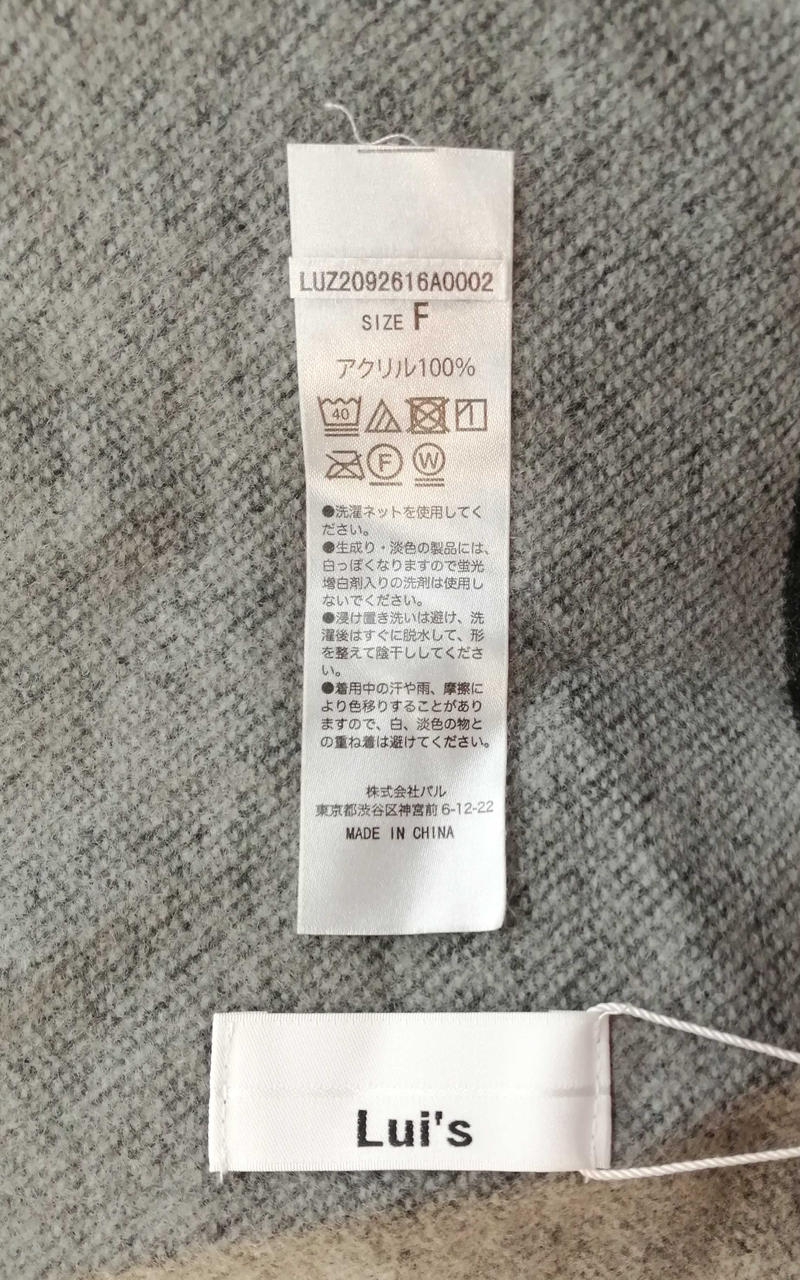 LUZ2092616A0002
SIZE F
アクリル100%
40
F W
●洗濯ネットを使用してく
ださい。
●生成り・淡色の製品には、
白っぽくなりますので蛍光
増白剤入りの洗剤は使用し
ないでください。
●浸け置き洗いは避け、洗
濯後はすぐに脱水して、形
を整えて陰干ししてくださ
い。
●着用中の汗や雨、摩擦に
より色移りすることがあり
ますので、白、淡色の物と
の重ね着は避けてください。
株式会社パル
東京都渋谷区神宮前 6-12-22
MADE IN CHINA
Lui's